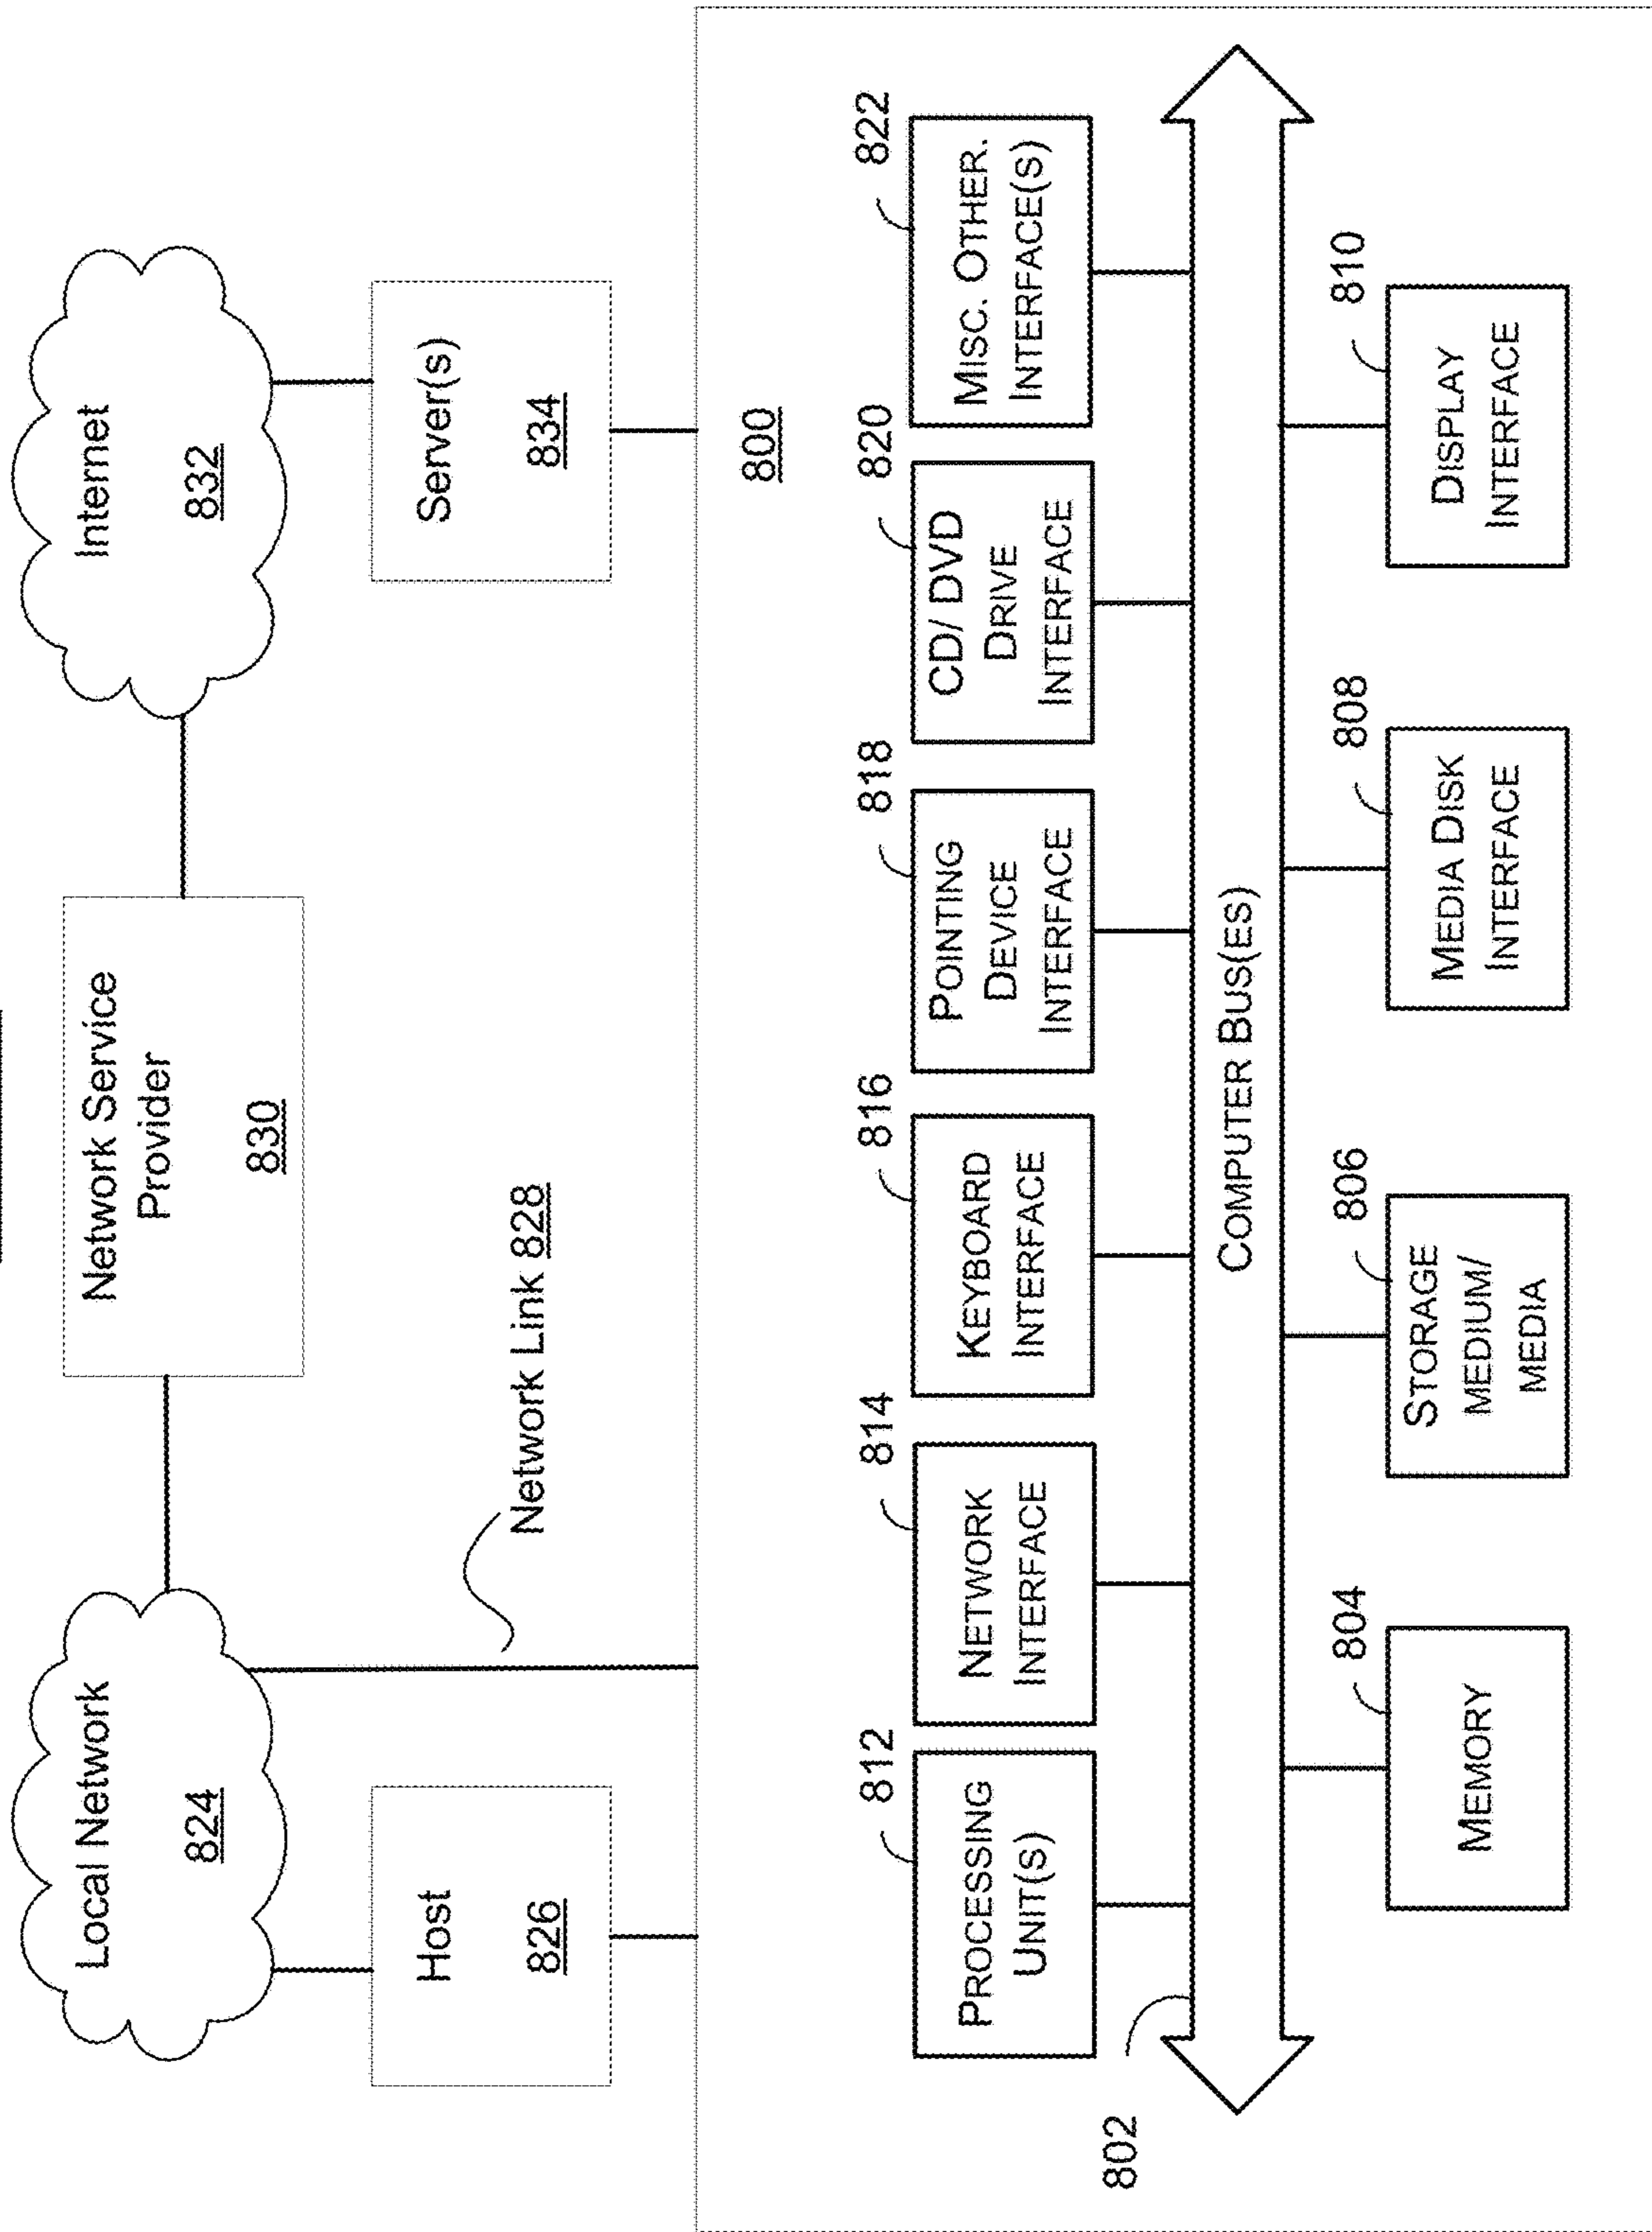 Local Network
824
Network Service
Provider
830
Internet
832
Host
826
Network Link 828
Server(s)
834
800
812
814
816
818
820
822
PROCESSING
UNIT(S)
NETWORK
INTERFACE
KEYBOARD
INTERFACE
POINTING
DEVICE
INTERFACE
CD/ DVD
DRIVE
INTERFACE
MISC. OTHER.
INTERFACE(S)
802
COMPUTER BUS(ES)
804
806
808
810
MEMORY
STORAGE
MEDIUM/
MEDIA
MEDIA DISK
INTERFACE
DISPLAY
INTERFACE